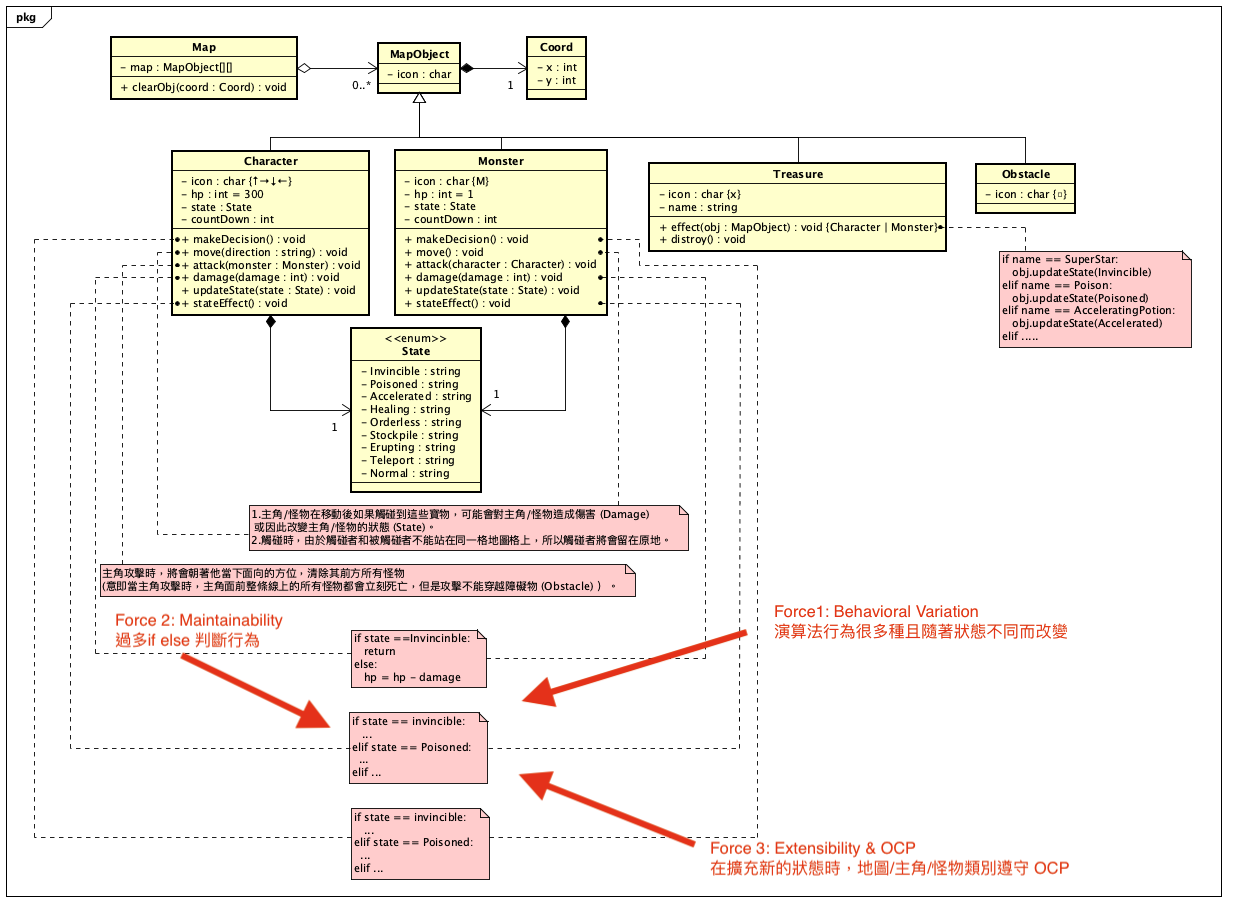 pkg
Map
- map : MapObject[][]
+ clearObj(coord : Coord) : void
0..*
MapObject
- icon : char
1
Coord
- x : int
- y : int
Character
- icon : char {↑→↓←}
- hp : int = 300
- state : State
- countDown : int
+ makeDecision() : void
+ move(direction : string) : void
+ attack(monster : Monster) : void
+ damage(damage : int) : void
+ updateState(state : State) : void
+ stateEffect() : void
Monster
- icon : char {M}
- hp : int = 1
- state : State
- countDown : int
+ makeDecision() : void
+ move() : void
+ attack(character : Character) : void
+ damage(damage : int) : void
+ updateState(state : State) : void
+ stateEffect() : void
Treasure
- icon : char {x}
- name : string
+ effect(obj : MapObject) : void {Character | Monster}
+ distroy() : void
Obstacle
- icon : char {□}
if name == SuperStar:
obj.updateState(Invincible)
elif name == Poison:
obj.updateState(Poisoned)
elif name == AcceleratingPotion:
obj.updateState(Accelerated)
elif .....
<<enum>>
State
- Invincible : string
- Poisoned : string
- Accelerated : string
- Healing : string
- Orderless : string
- Stockpile : string
- Erupting : string
- Teleport : string
- Normal : string
1
1
1.主角/怪物在移動後如果觸碰到這些寶物，可能會對主角/怪物造成傷害 (Damage)
或因此改變主角/怪物的狀態 (State)。
2.觸碰時，由於觸碰者和被觸碰者不能站在同一格地圖格上，所以觸碰者將會留在原地。
主角攻擊時，將會朝著他當下面向的方位，清除其前方所有怪物
(意即當主角攻擊時，主角面前整條線上的所有怪物都會立刻死亡，但是攻擊不能穿越障礙物 (Obstacle) ）。
Force 2: Maintainability
過多if else 判斷行為
Force1: Behavioral Variation
演算法行為很多種且隨著狀態不同而改變
if state ==Invincinble:
return
else:
hp = hp - damage
if state == invincible:
...
elif state == Poisoned:
...
elif ...
if state == invincible:
...
elif state == Poisoned:
...
elif ...
Force 3: Extensibility & OCP
在擴充新的狀態時，地圖/主角/怪物類別遵守 OCP